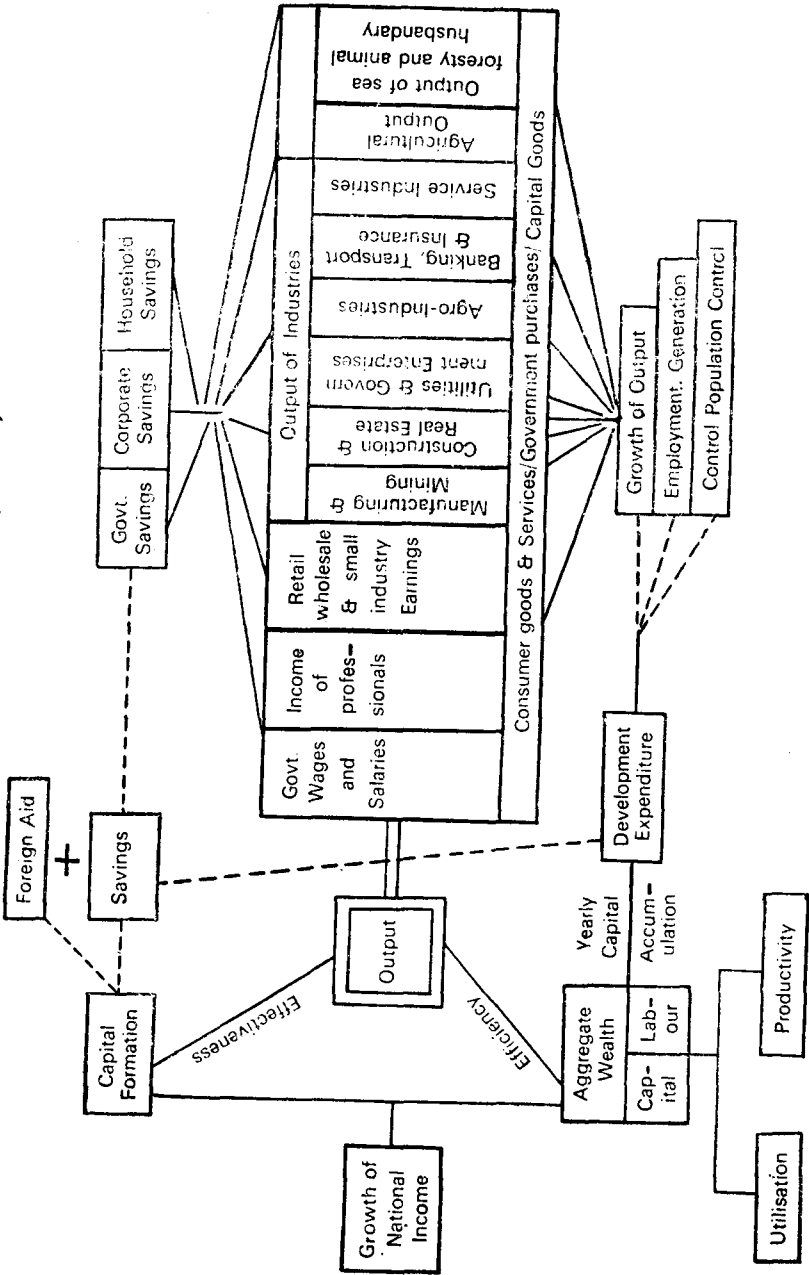 Foreign Aid
+
Savings
Capital
Formation
Growth of
National
Income
Effectiveness
Efficiency
Output
Aggregate
Wealth
Cap-
ital
Lab-
our
Yearly
Capital
Accum-
ulation
Utilisation
Productivity
Development
Expenditure
Govt.
Savings
Corporate
Savings
Household
Savings
Govt.
Wages
and
Salaries
Income
of
profes-
sionals
Retail
wholesale
& small
industry
Earnings
Output of Industries
Manufacturing &
Mining
Construction &
Real Estate
Utilities & Govern
ment Enterprises
Agro-Industries
Banking, Transport
& Insurance
Service Industries
Agricultural
Output
Output of sea
foresty and animal
husbandary
Consumer goods & Services/Government purchases/ Capital Goods
Growth of Output
Employment. Generation
Control Population Control